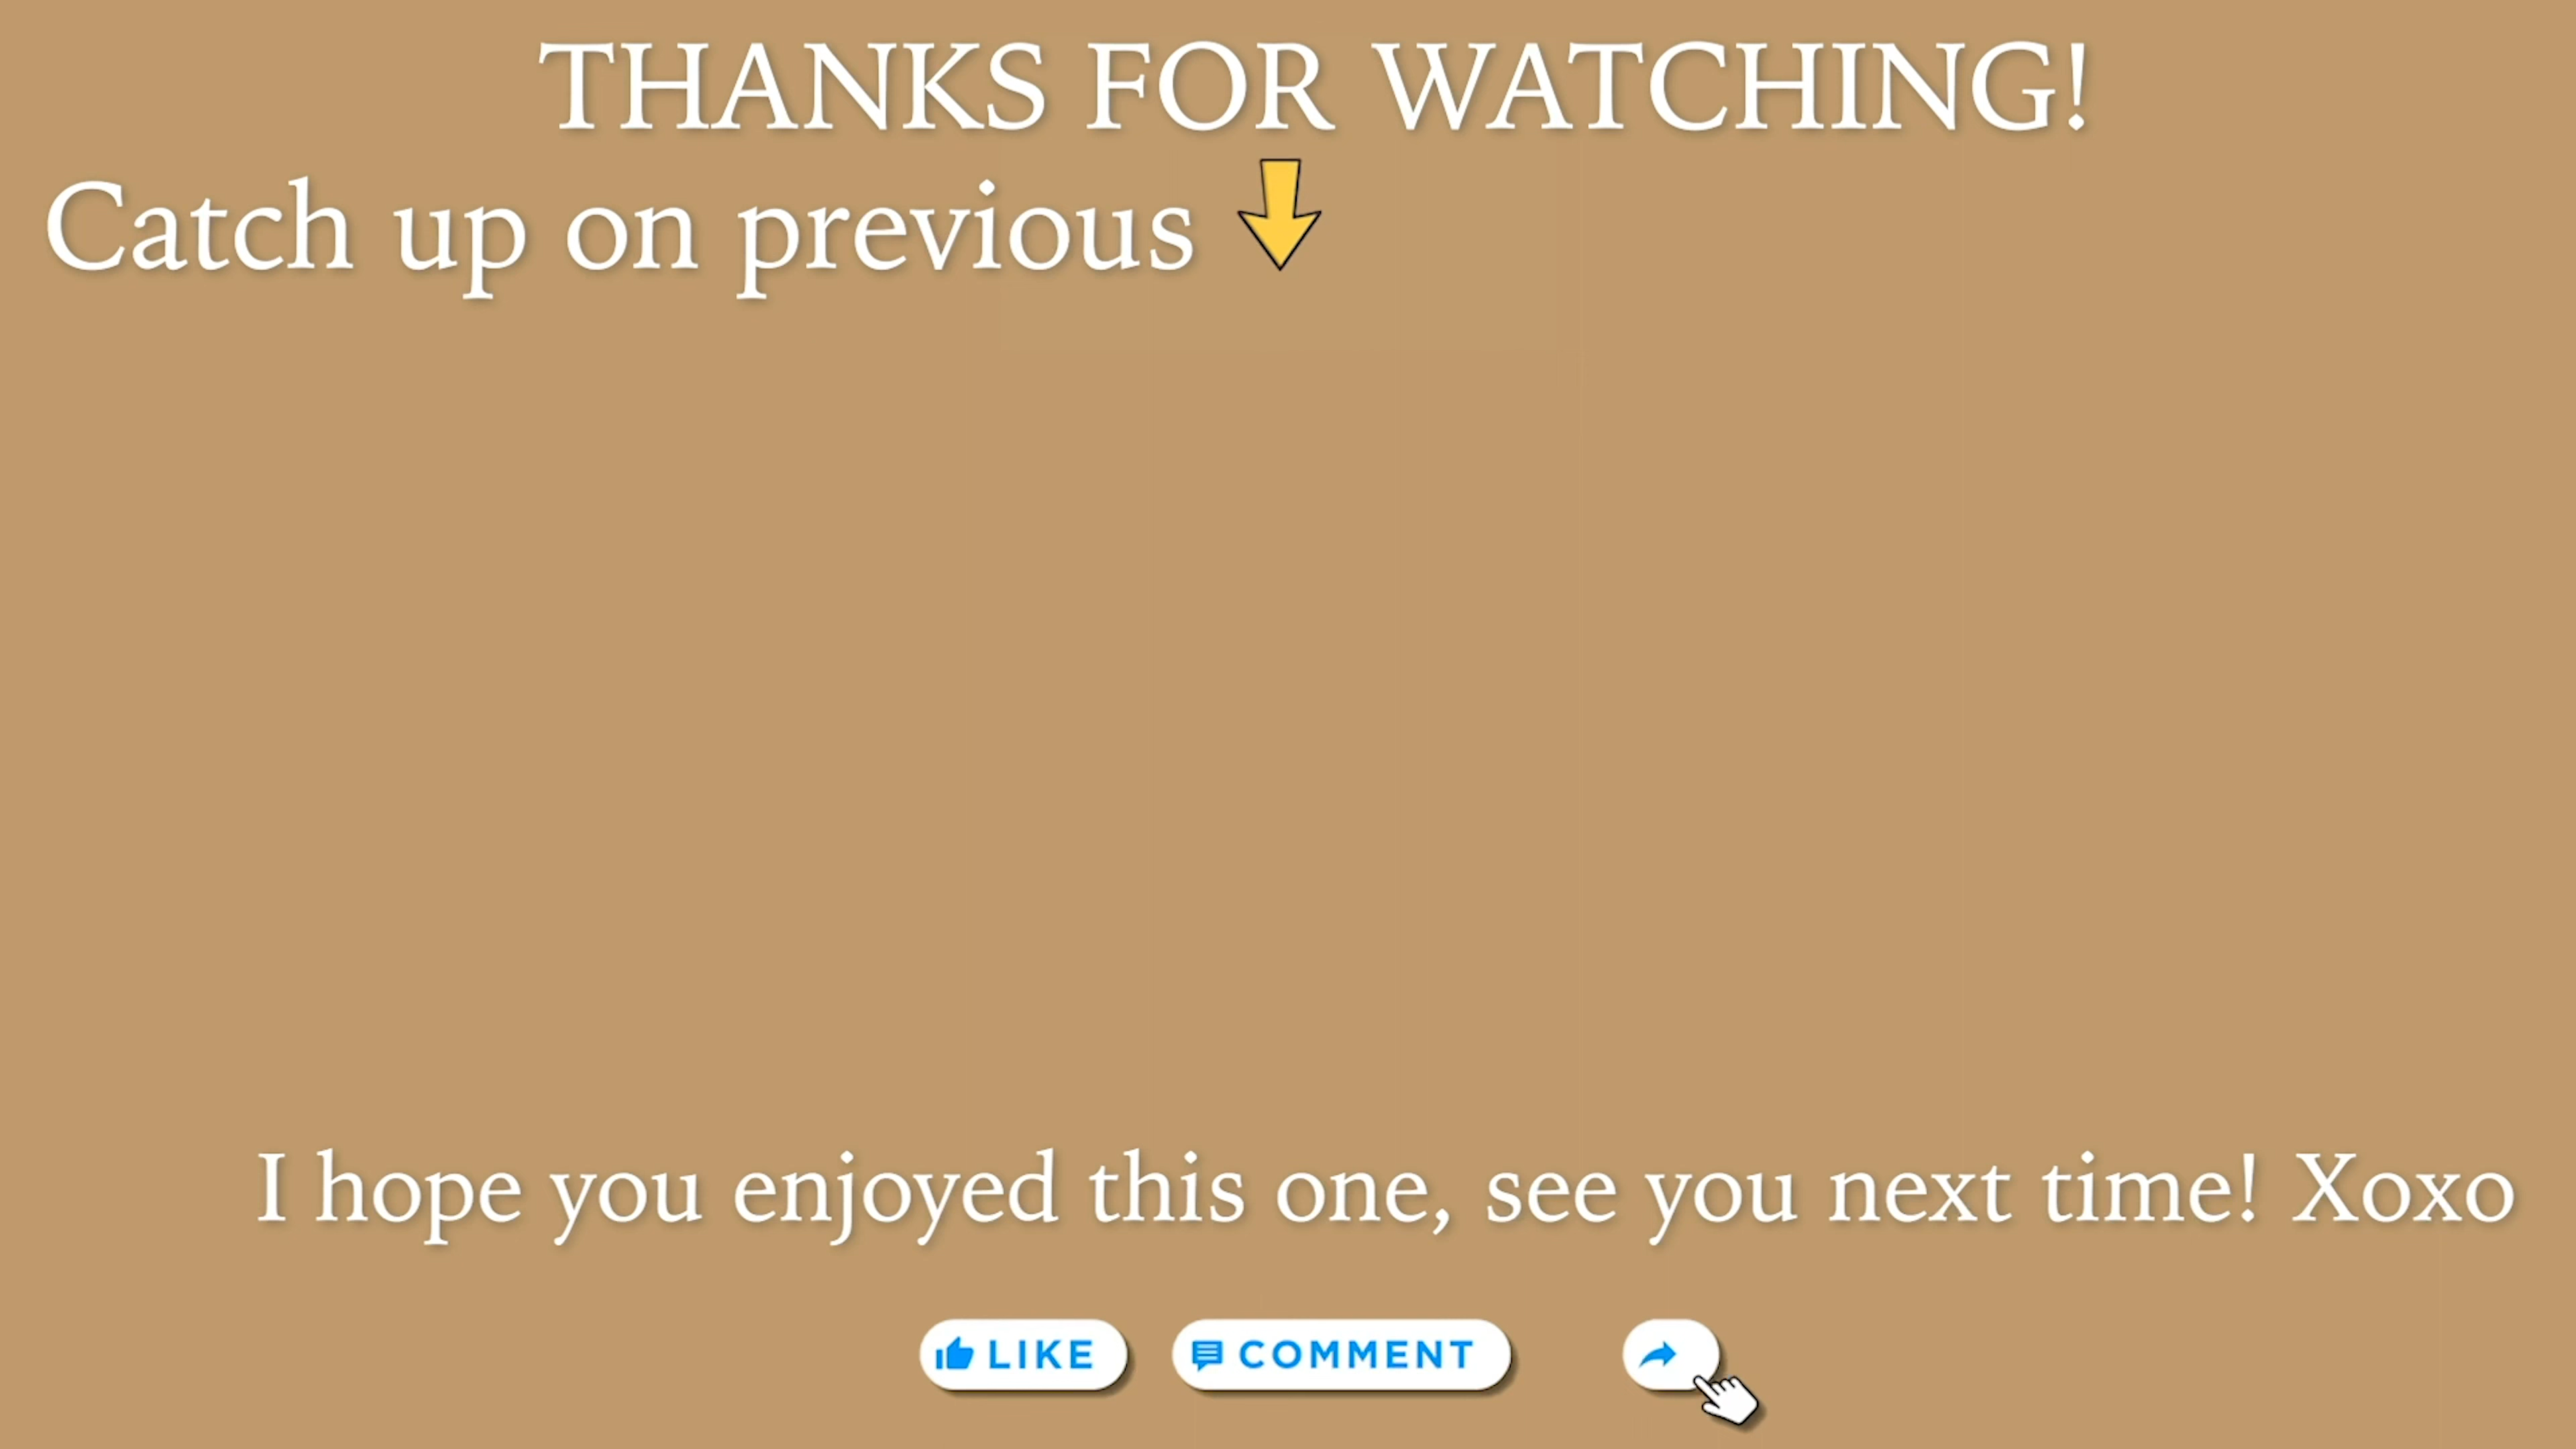 THANKS FOR WATCHING!
Catch up on previous
I hope you enjoyed this one, see you next time! Xoxo
LIKE
COMMENT